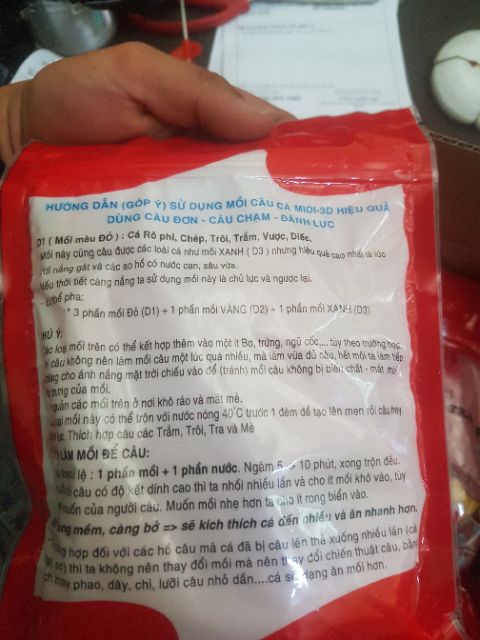 HƯỚNG DẪN (GÓP Ý) SỬ DỤNG MỒI CÂU CÁ MIDI-3D HIỆU QUẢ
DÙNG CÂU ĐƠN - CÂU CHẠM - ĐÁNH LỤC
D1 ( Mồi màu ĐỎ ) : Cá Rô phi, Chép, Trôi, Trắm, Vược, Diếc,
Mồi này cũng câu được các loài cá như mồi XANH ( D3 ) nhưng hiệu quả cao nhất là lúc
trời nắng gắt và các ao hồ có nước cạn, sâu vừa.
Nếu thời tiết càng nắng ta sử dụng mồi này là chủ lực và ngược lại.
pha:
* 3 phần mồi Đỏ (D1) + 1 phần mồi VÀNG (D2) + 1 phần mồi XANH (D3)
HÚ Ý:
mồi trên có thể kết hợp thêm vào một ít Bơ, trứng, ngũ cốc,... tùy theo trường hợp.
câu không nên làm mồi câu một lúc quá nhiều, mà làm vừa đủ câu, hết mồi ta làm tiếp
cho ánh nắng mặt trời chiếu vào để (tránh) mồi câu không bị biến chất - mất mùi
trưng của mồi.
quản các mồi trên ở nơi khô ráo và mát mẻ.
mồi này có thể trộn với nước nóng 40°C trước 1 đêm để tạo lên men rồi câu hay
Thích hợp câu các Trắm, Trôi, Tra và Mè
LÀM MỒI ĐỂ CÂU:
lệ : 1 phần mồi + 1 phần nước. Ngâm 5 -> 10 phút, xong trộn đều.
câu có độ kết dính cao thì ta nhồi nhiều lần và cho ít mồi khô vào, tùy
muốn của người câu. Muốn mồi nhẹ hơn ta cho ít rong biển vào.
càng mềm, càng bở => sẽ kích thích cá đến nhiều và ăn nhanh hơn.
hợp đối với các hồ câu mà cá đã bị câu lên thả xuống nhiều lần (cá
sợ) thì ta không nên thay đổi mồi mà nên thay đổi chiến thuật câu, bằng
thay phao, dây, chì, lưỡi câu nhỏ dần....cá sẽ dạng ăn mồi hơn.